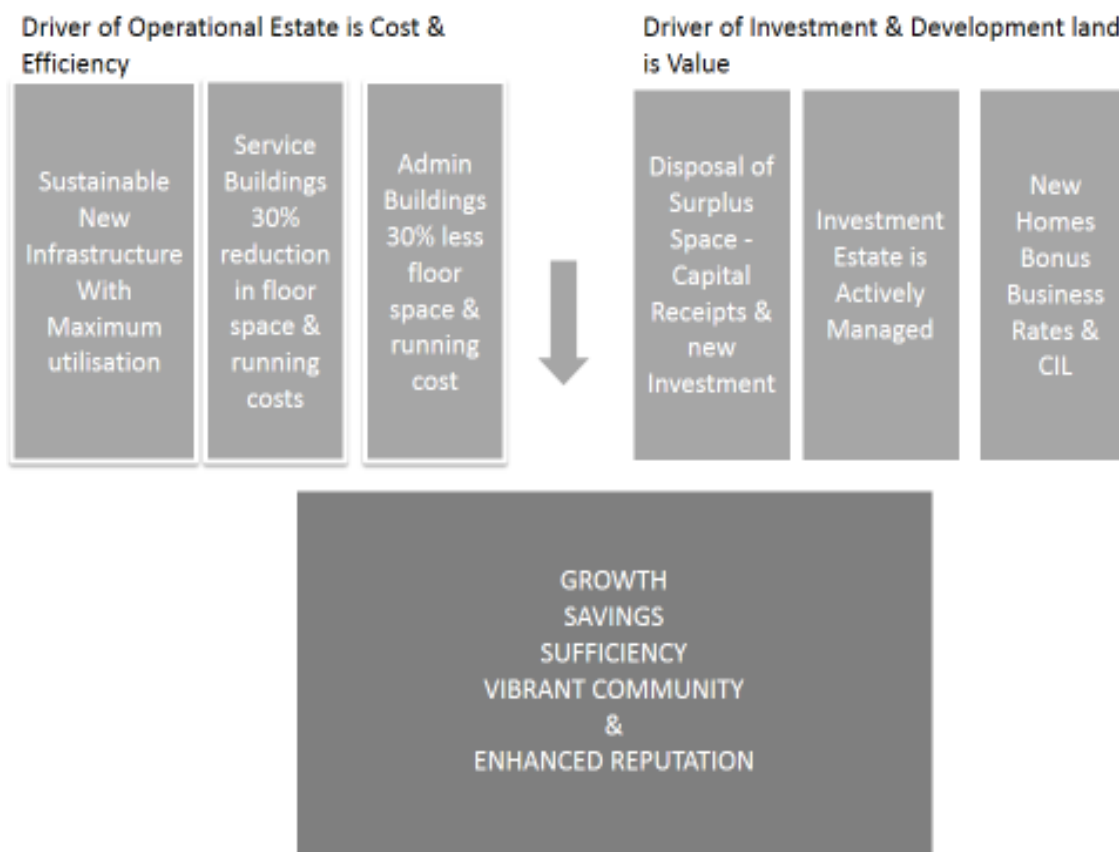 Driver of Operational Estate is Cost &
Efficiency
Driver of Investment & Development land
is Value
Sustainable
New
Infrastructure
With
Maximum
utilisation
Service
Buildings
30%
reduction
in floor
space &
running
costs
Admin
Buildings
30% less
floor
space &
running
cost
Disposal of
Surplus
Space -
Capital
Receipts &
new
Investment
Investment
Estate is
Actively
Managed
New
Homes
Bonus
Business
Rates &
CIL
GROWTH
SAVINGS
SUFFICIENCY
VIBRANT COMMUNITY
&
ENHANCED REPUTATION